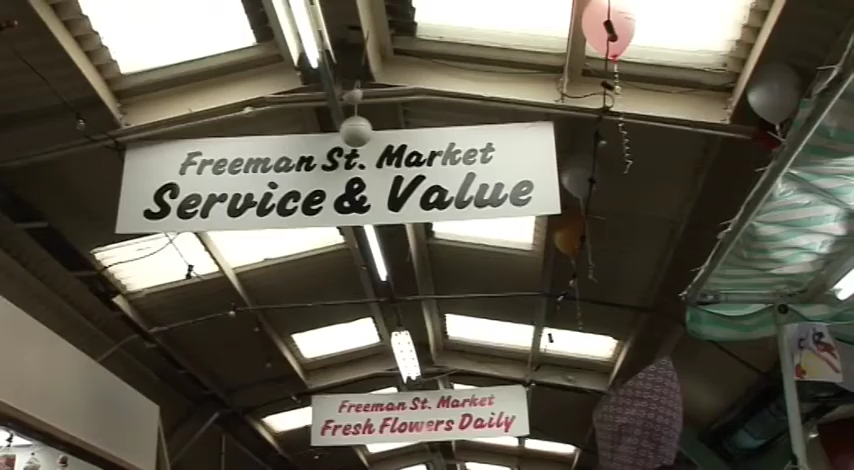 Freeman St. Market
Service & Value
Freeman St. Market
Fresh Flowers Daily